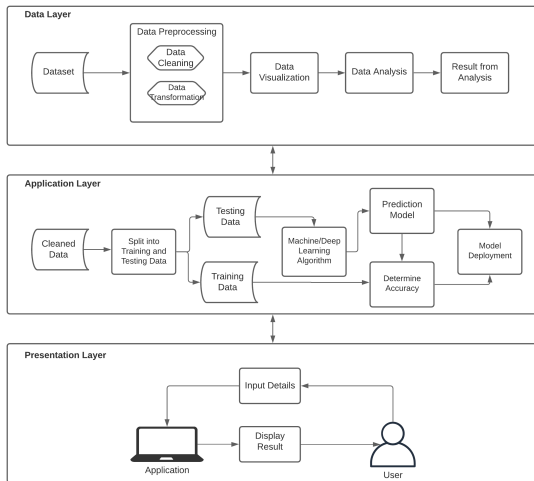 Data Layer
Data Preprocessing
Data
Cleaning
Data
Transformation
Dataset
Data
Visualization
Data Analysis
Result from
Analysis
Application Layer
Cleaned
Data
Split into
Training and
Testing Data
Testing
Data
Training
Data
Machine/Deep
Learning
Algorithm
Prediction
Model
Determine
Accuracy
Model
Deployment
Presentation Layer
Input Details
Display
Result
Application
User